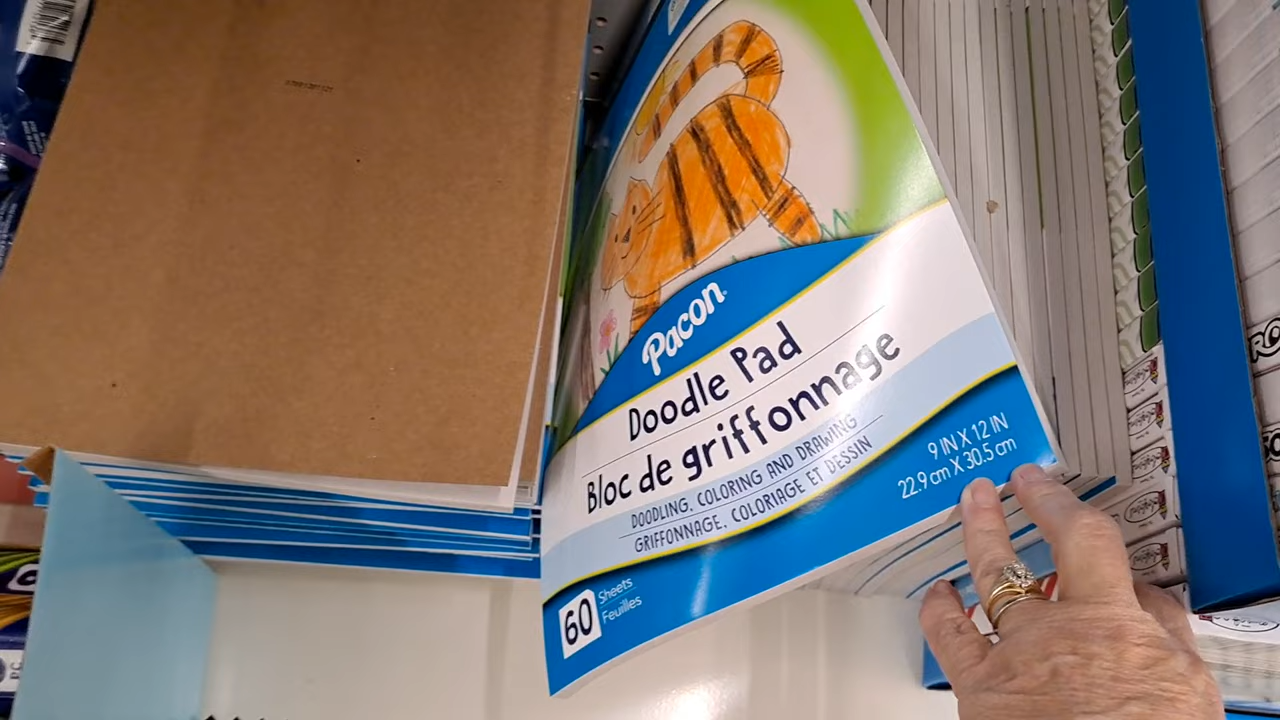 Pacon
Doodle Pad
Bloc de griffonnage
DOODLING, COLORING AND DRAWING
GRIFFONNAGE, COLORIAGE ET DESSIN
9 IN X 12 IN
22.9 cm X 30.5 cm
60
Sheets
Feuilles